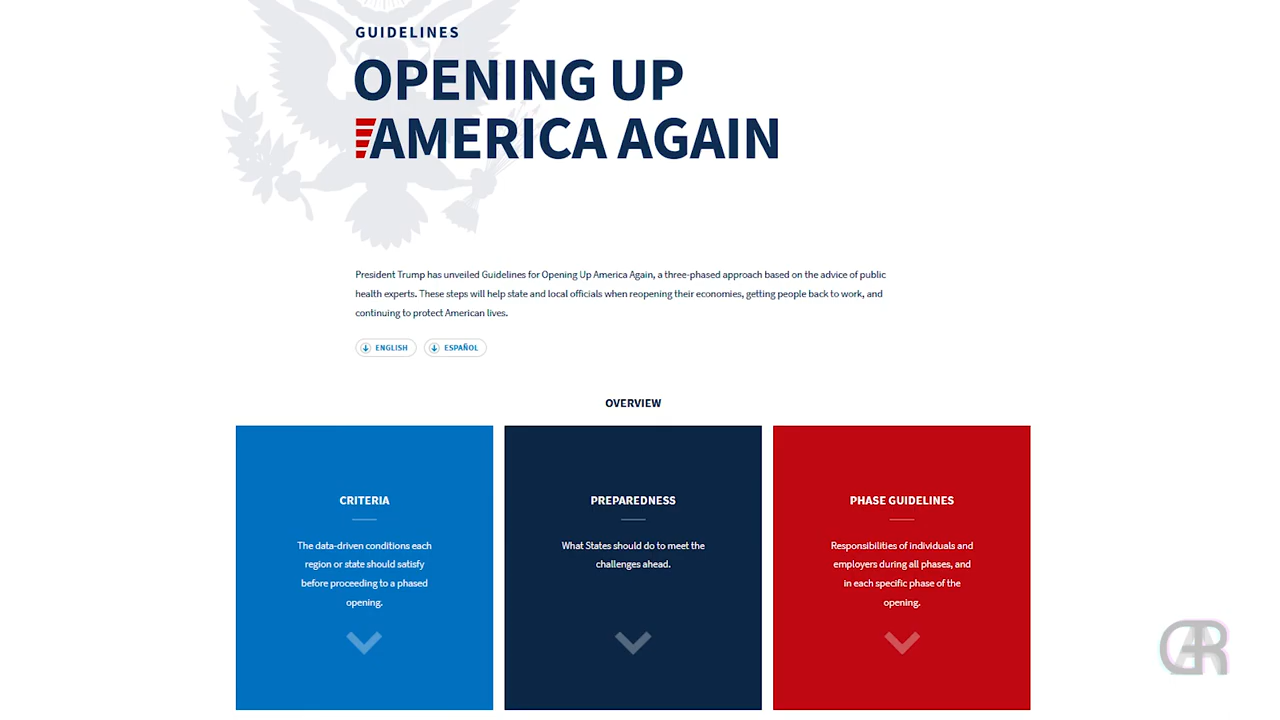 GUIDELINES
OPENING UP
AMERICA AGAIN
President Trump has unveiled Guidelines for Opening Up America Again, a three-phased approach based on the advice of public
health experts. These steps will help state and local officials when reopening their economies, getting people back to work, and
continuing to protect American lives.
ENGLISH
ESPAÑOL
OVERVIEW
CRITERIA
The data-driven conditions each
region or state should satisfy
before proceeding to a phased
opening.
PREPAREDNESS
What States should do to meet the
challenges ahead.
PHASE GUIDELINES
Responsibilities of individuals and
employers during all phases, and
in each specific phase of the
opening.